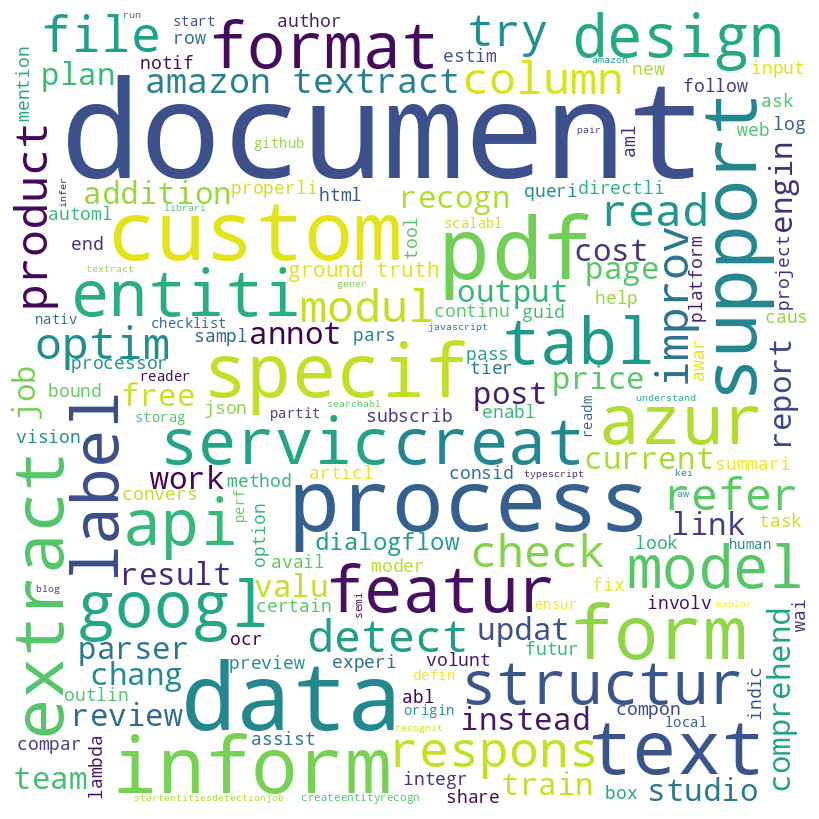 run
start
author
file
row
format
try
design
notif
estim
amazon
plan
amazon textract
column
new
input
mention
document
follow
ask
github
pair
aml
web
log
product
addition
properli
html
recogn
queri
directli
support
engin
infer
automl
librari
custom
tool
scalabl
read
end
pdf
cost
textract
ground truth
page
improv
platform
project
entiti
gener
modul
output
help
nativ
checklist
continu
guid
caus
optim
sampl
annot
pars
javascript
tabl
processor
reader
specif
pass
tier
price
awar
report
job
bound
free
json
searchabl
post
enabl
understand
storag
partit
subscrib
readm
azur
label
vision
servic
creat
current
summari
extract
work
method
articl
consid
typescript
kei
convers
process
refer
aw
api
perf
option
link
task
result
dialogflow
check
look
human
blog
avail
moder
model
googl
valu
semi
featur
fix
explor
certain
ensur
involv
wai
ocr
detect
updat
form
parser
futur
comprehend
chang
preview
experi
volunt
defin
outlin
data
abl
structur
indic
review
origin
instead
compon
local
compar
assist
recognit
text
lambda
inform
respons
team
integr
train
box
studio
startentitiesdetectionjob
createentityrecogn
share